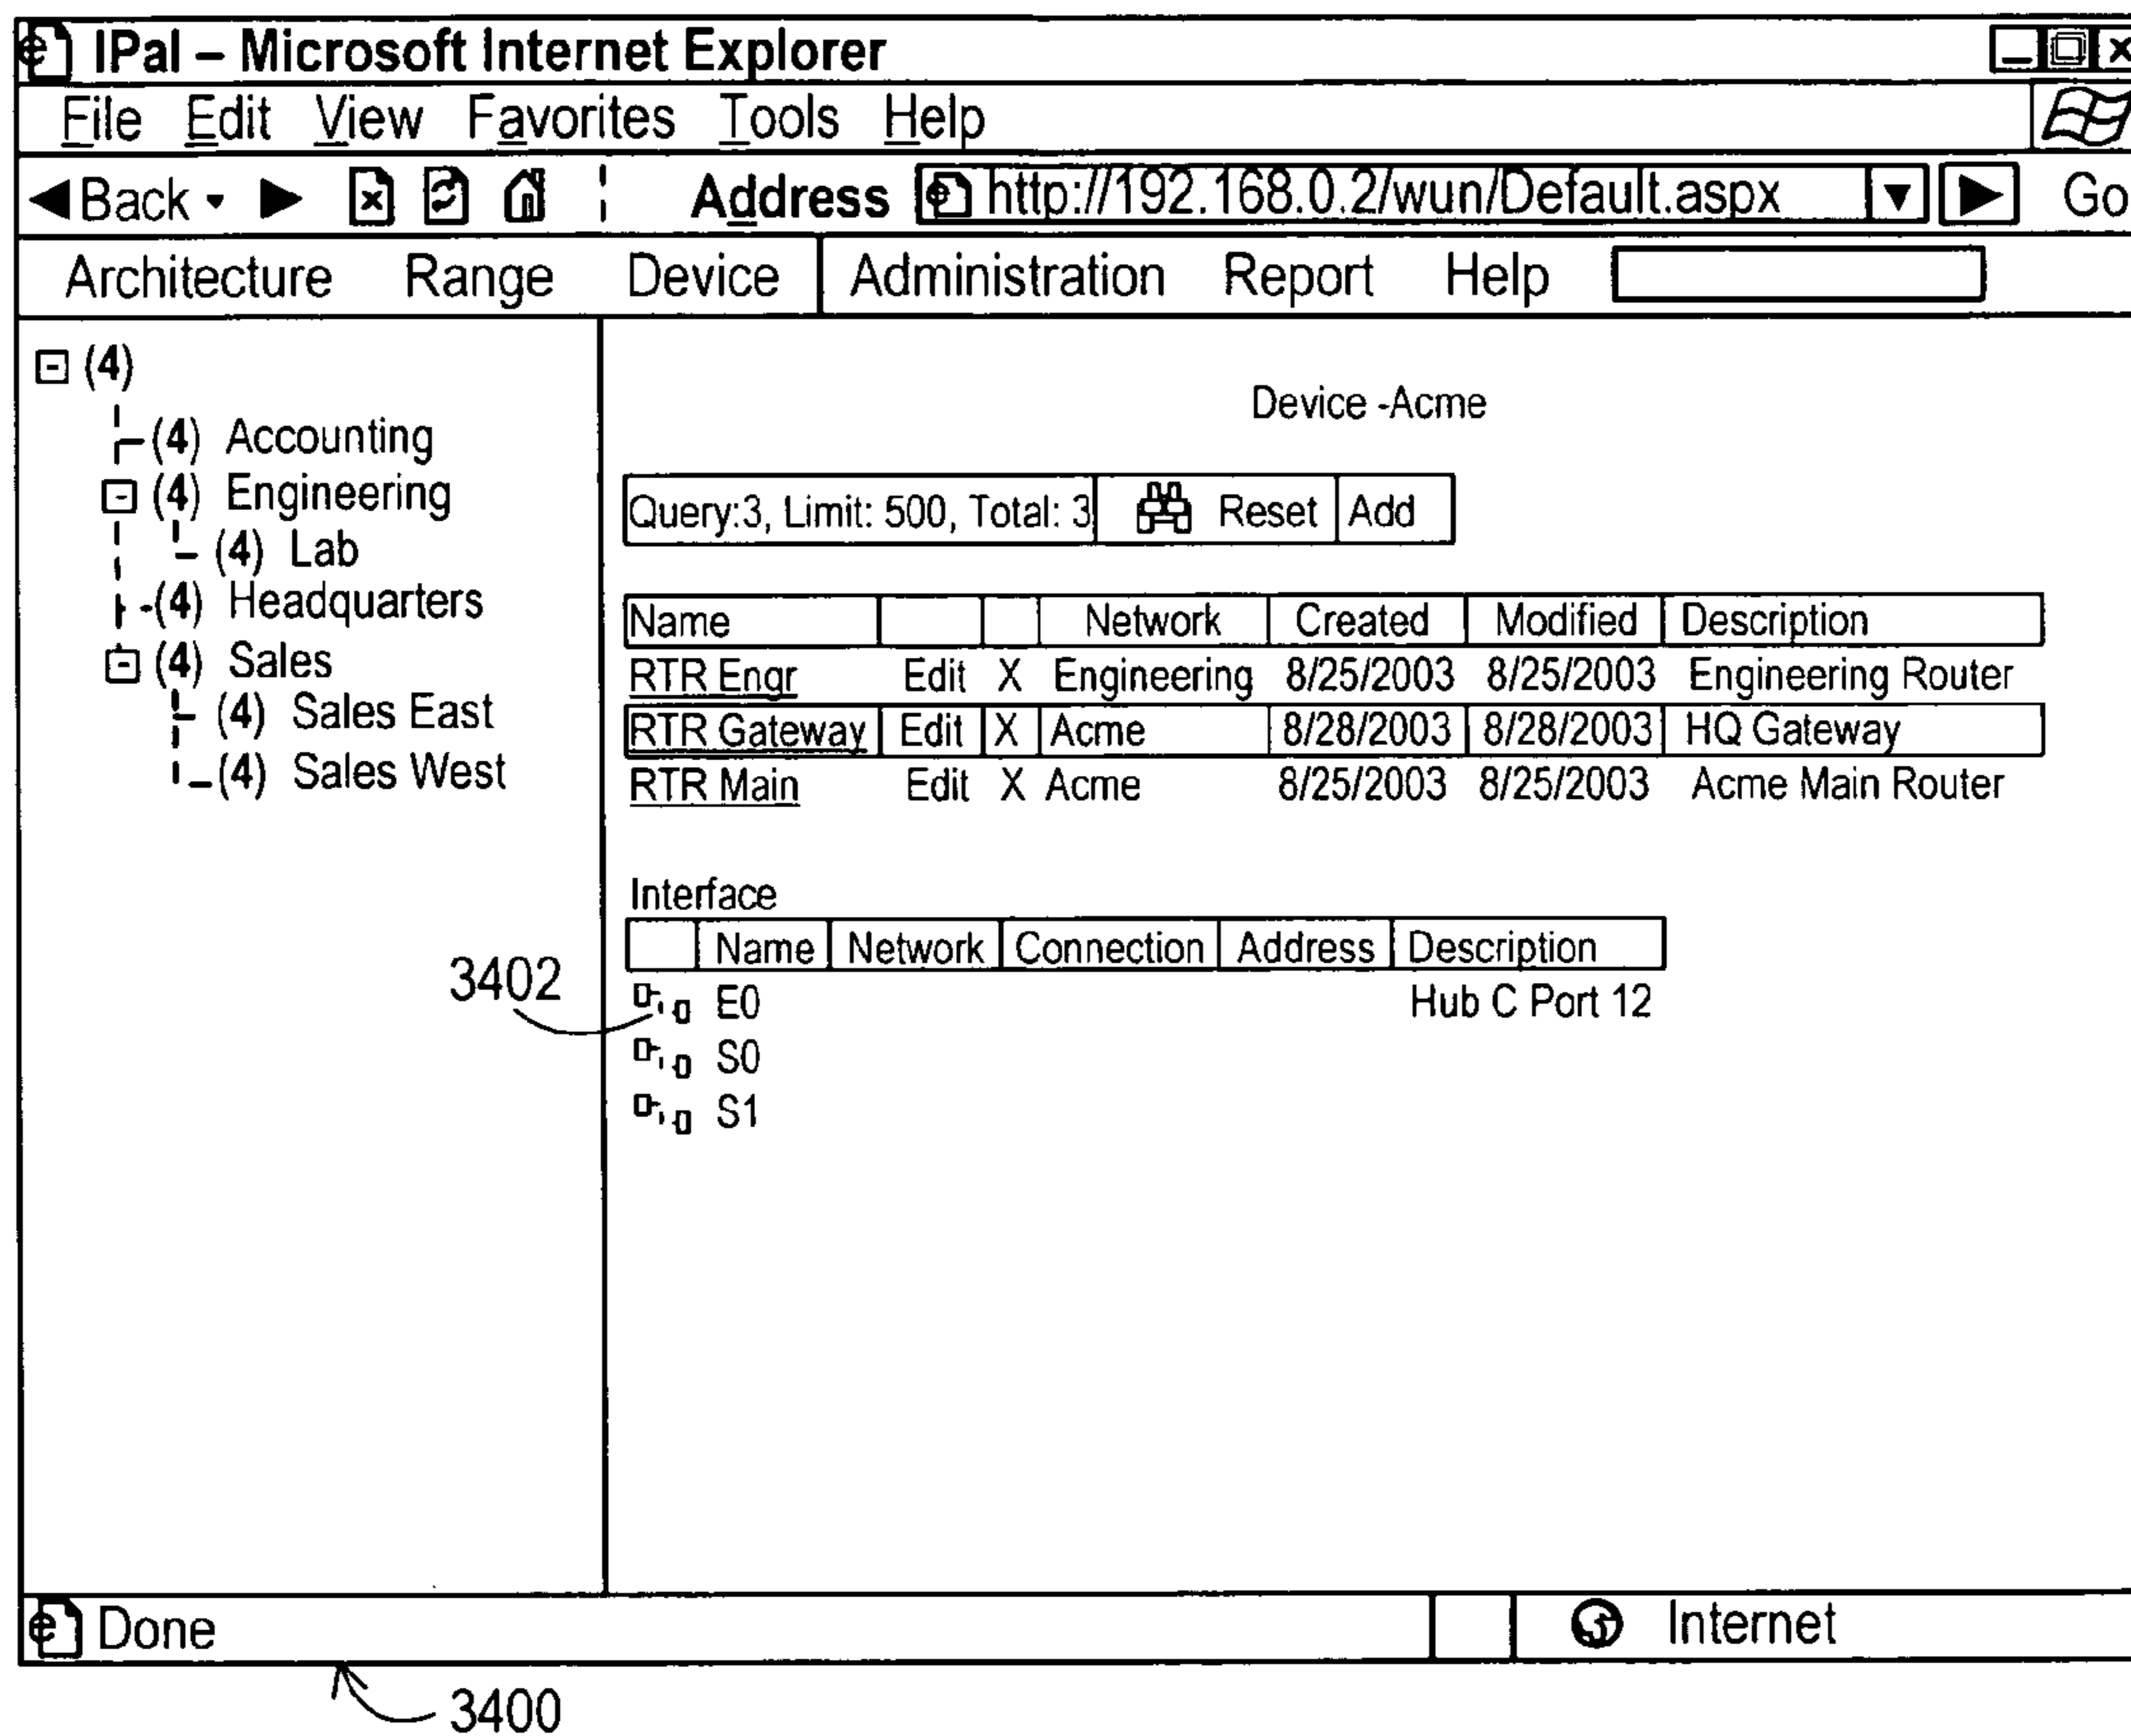 IPal – Microsoft Internet Explorer
File Edit View Favorites Tools Help
Back Address http://192.168.0.2/wun/Default.aspx Go
Architecture Range Device Administration Report Help
(4)
(4) Accounting
(4) Engineering
(4) Lab
(4) Headquarters
(4) Sales
(4) Sales East
(4) Sales West
Device -Acme
Query:3, Limit: 500, Total: 3 Reset Add
Name Network Created Modified Description
RTR Engr Edit X Engineering 8/25/2003 8/25/2003 Engineering Router
RTR Gateway Edit X Acme 8/28/2003 8/28/2003 HQ Gateway
RTR Main Edit X Acme 8/25/2003 8/25/2003 Acme Main Router
Interface
Name Network Connection Address Description
3402
E0 Hub C Port 12
S0
S1
Done Internet
3400